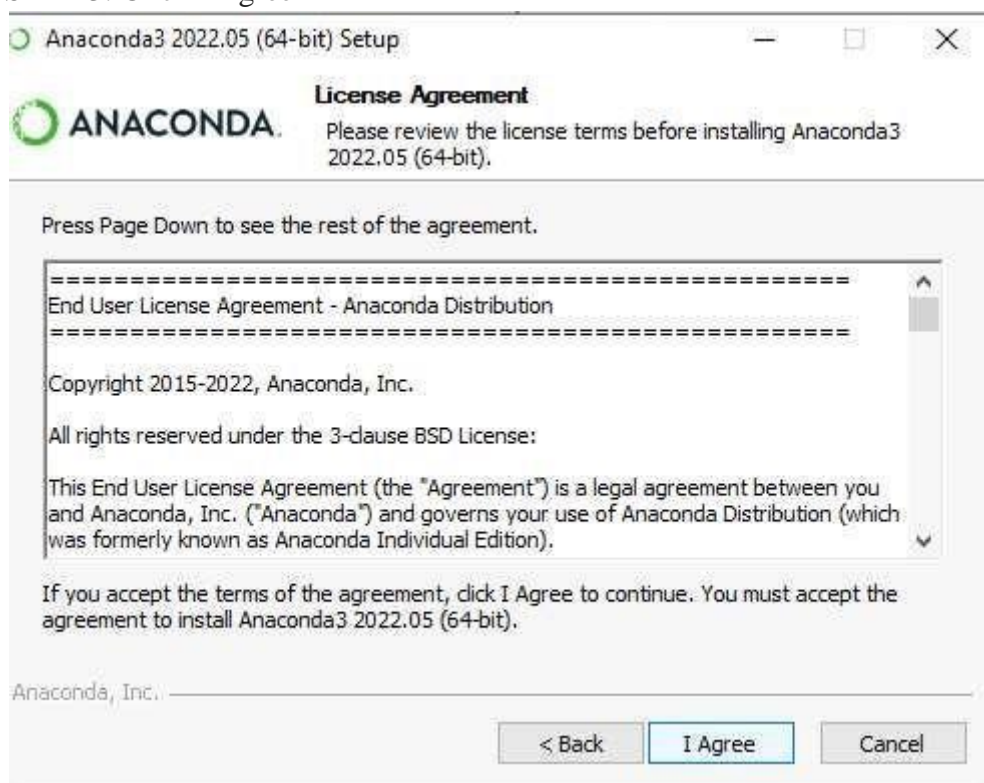 Anaconda3 2022.05 (64-bit) Setup
ANACONDA.
License Agreement
Please review the license terms before installing Anaconda3
2022.05 (64-bit).
Press Page Down to see the rest of the agreement.
==================================================
End User License Agreement - Anaconda Distribution
==================================================
Copyright 2015-2022, Anaconda, Inc.
All rights reserved under the 3-clause BSD License:
This End User License Agreement (the "Agreement") is a legal agreement between you
and Anaconda, Inc. ("Anaconda") and governs your use of Anaconda Distribution (which
was formerly known as Anaconda Individual Edition).
If you accept the terms of the agreement, click I Agree to continue. You must accept the
agreement to install Anaconda3 2022.05 (64-bit).
Anaconda, Inc.
< Back
I Agree
Cancel